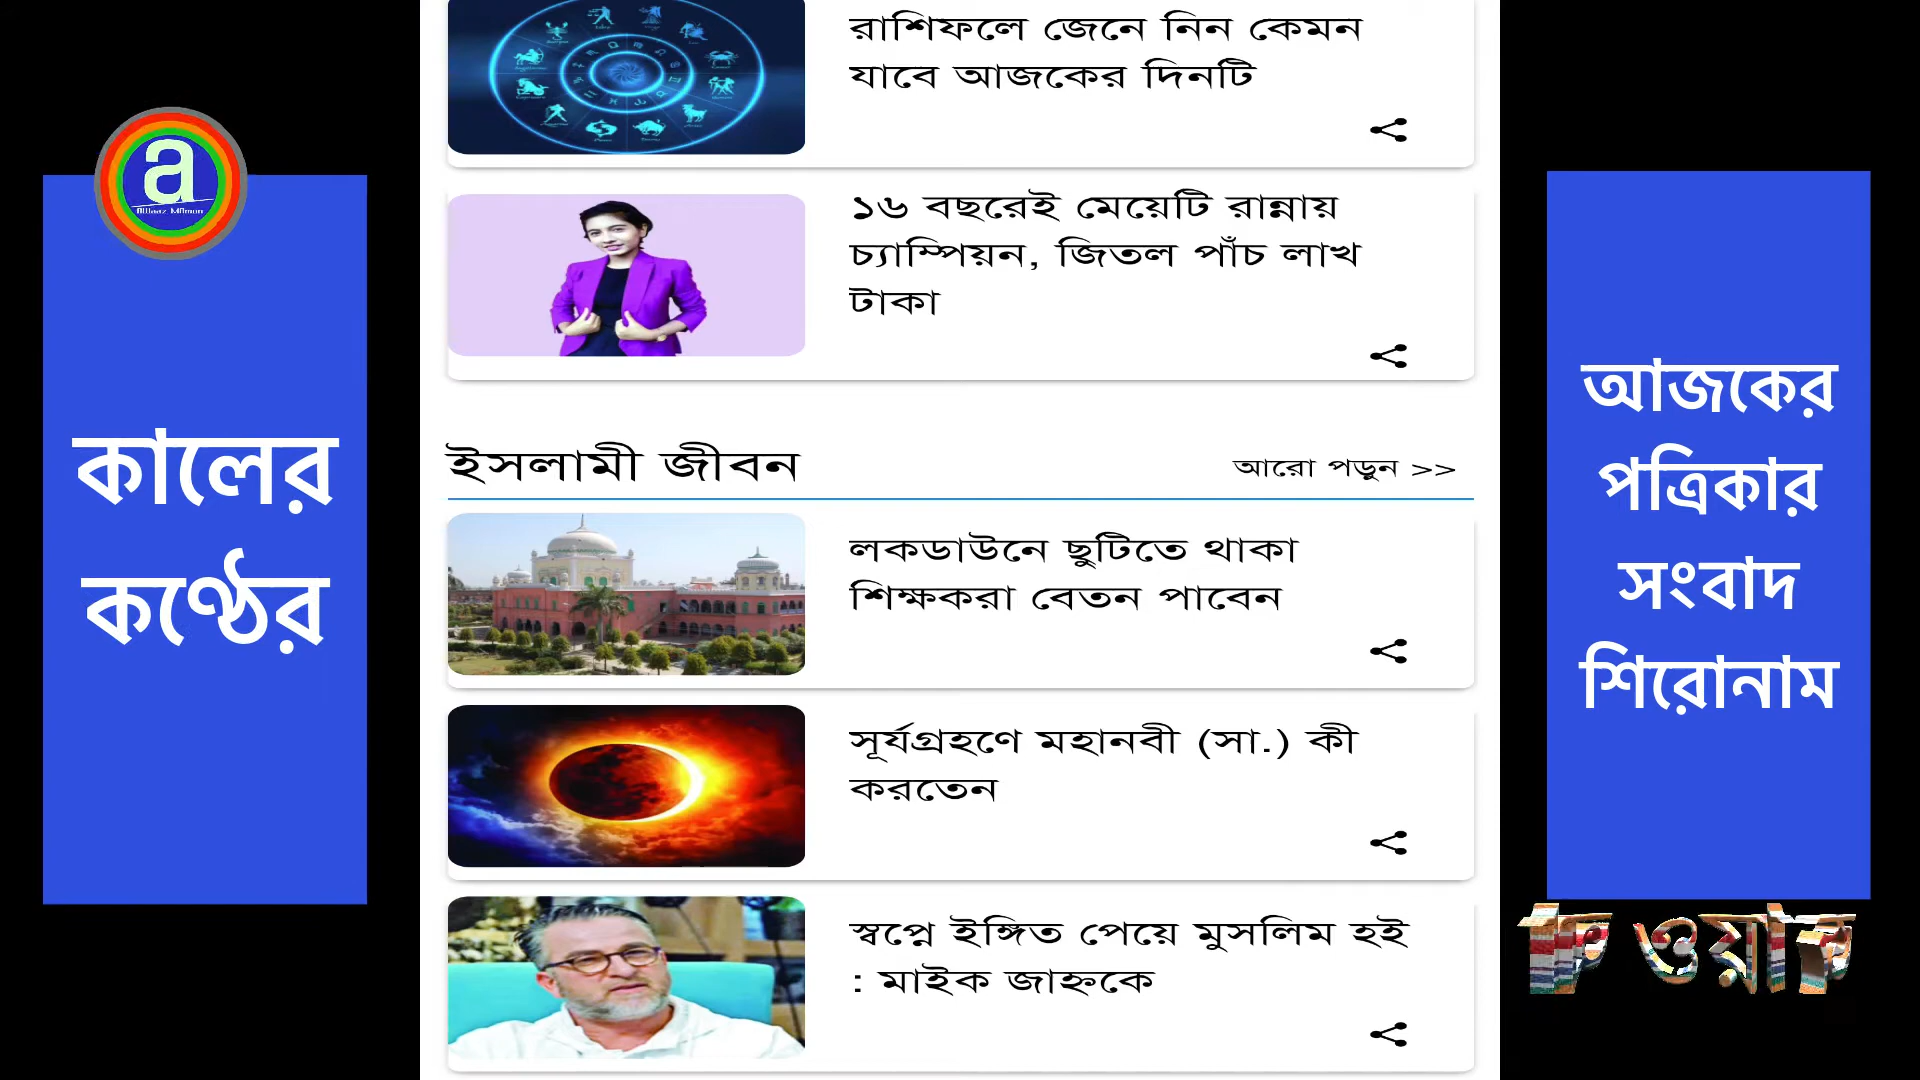 রাশিফলে জেনে নিন কেমন
যাবে আজকের দিনটি
a
১৬ বছরেই মেয়েটি রান্নায়
চ্যাম্পিয়ন, জিতল পাঁচ লাখ
টাকা
কালের
কণ্ঠের
ইসলামী জীবন
আরো পড়ুন >>
লকডাউনে ছুটিতে থাকা
শিক্ষকরা বেতন পাবেন
সূর্যগ্রহণে মহানবী (সা.) কী
করতেন
স্বপ্নে ইঙ্গিত পেয়ে মুসলিম হই
: মাইক জাহ্নকে
আজকের
পত্রিকার
সংবাদ
শিরোনাম